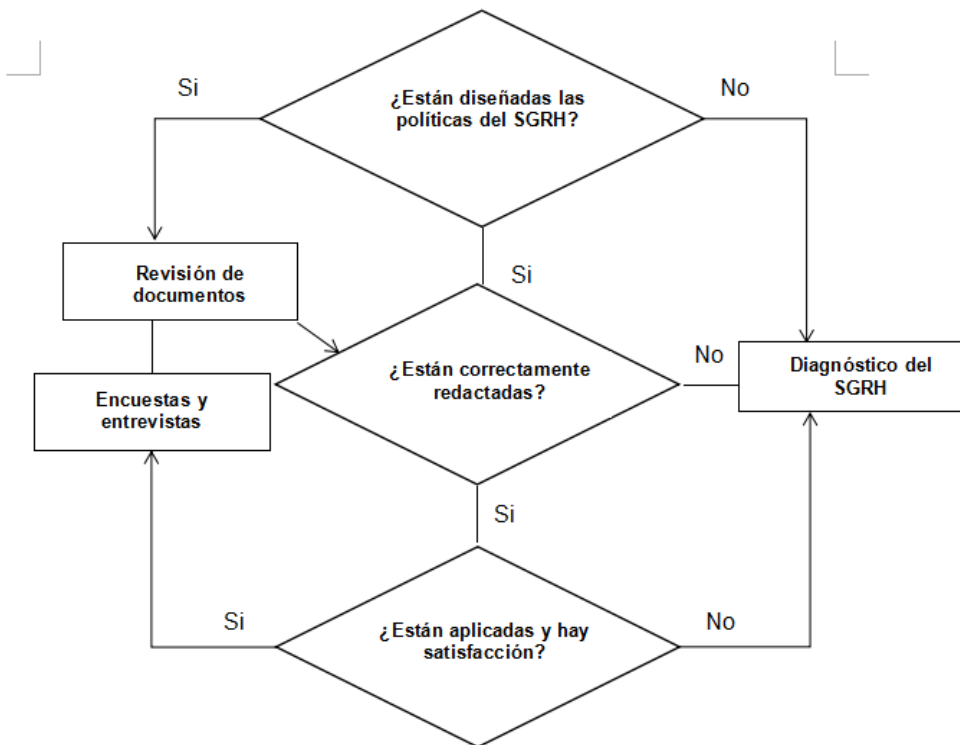 Si
¿Están diseñadas las
políticas del SGRH?
No
Revisión de
documentos
Si
¿Están correctamente
redactadas?
No
Diagnóstico del
SGRH
Encuestas y
entrevistas
Si
Si
¿Están aplicadas y hay
satisfacción?
No